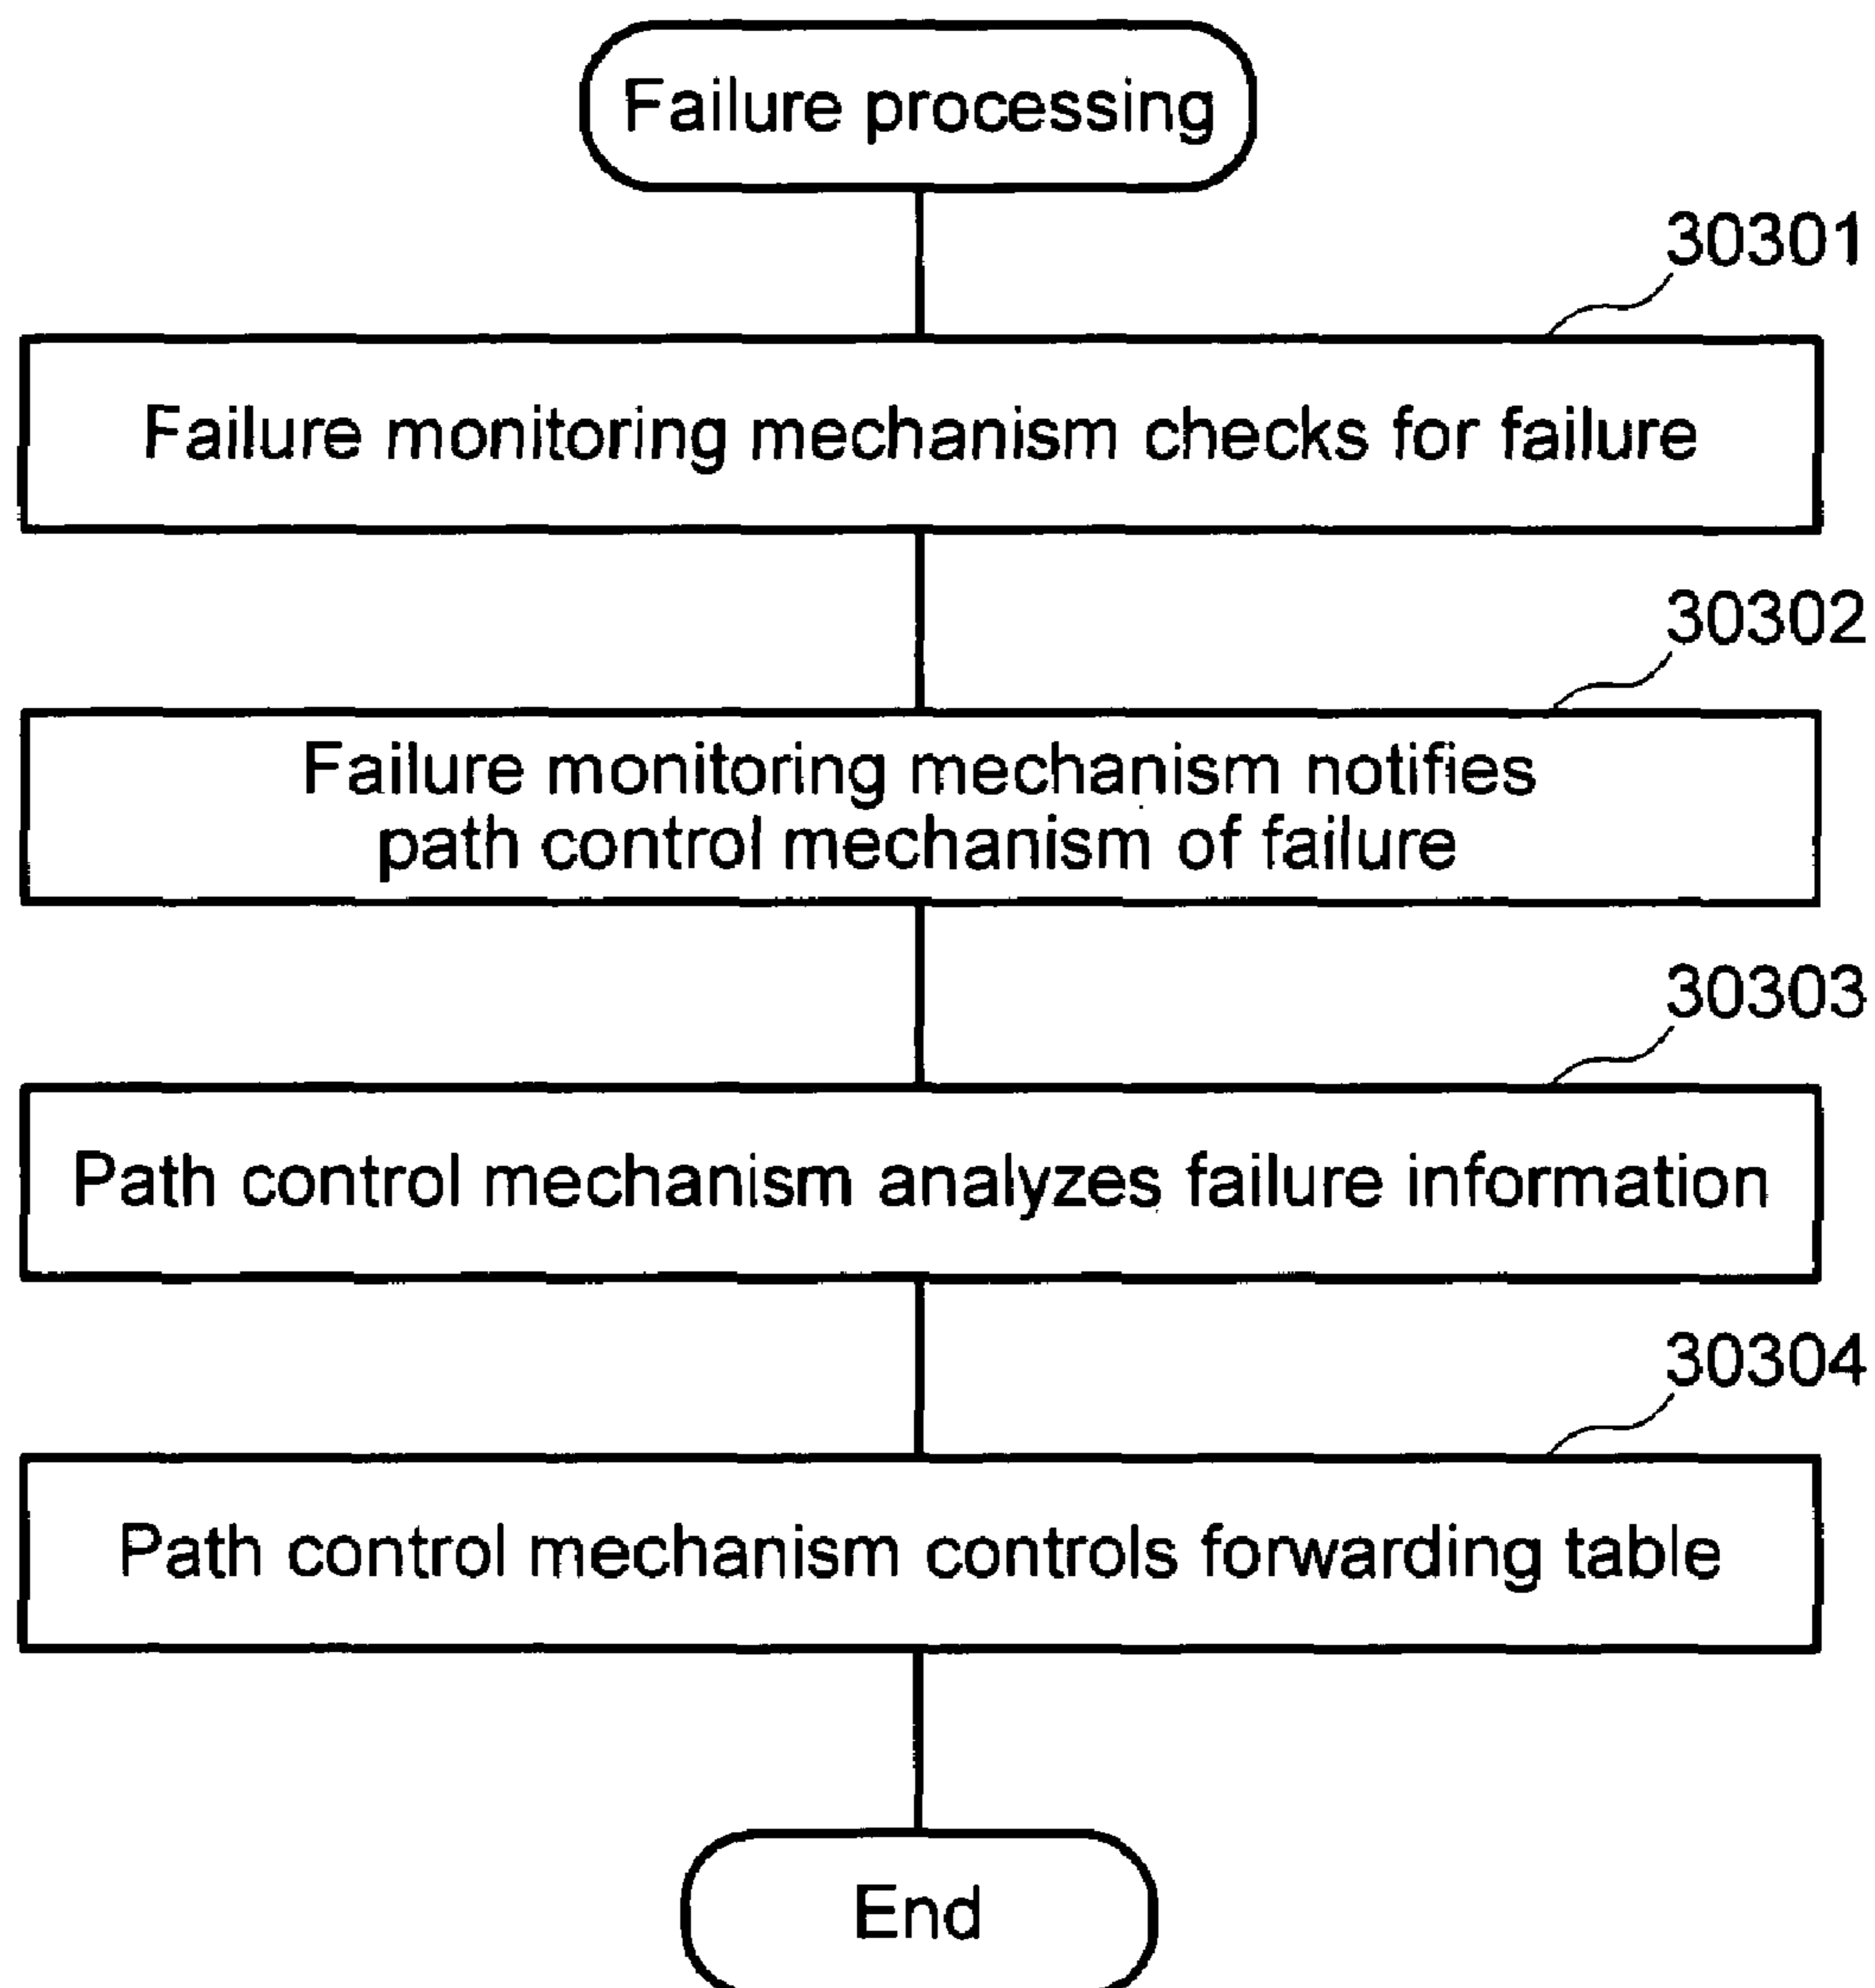 Failure processing
30301
Failure monitoring mechanism checks for failure
30302
Failure monitoring mechanism notifies
path control mechanism of failure
30303
Path control mechanism analyzes failure information
30304
Path control mechanism controls forwarding table
End